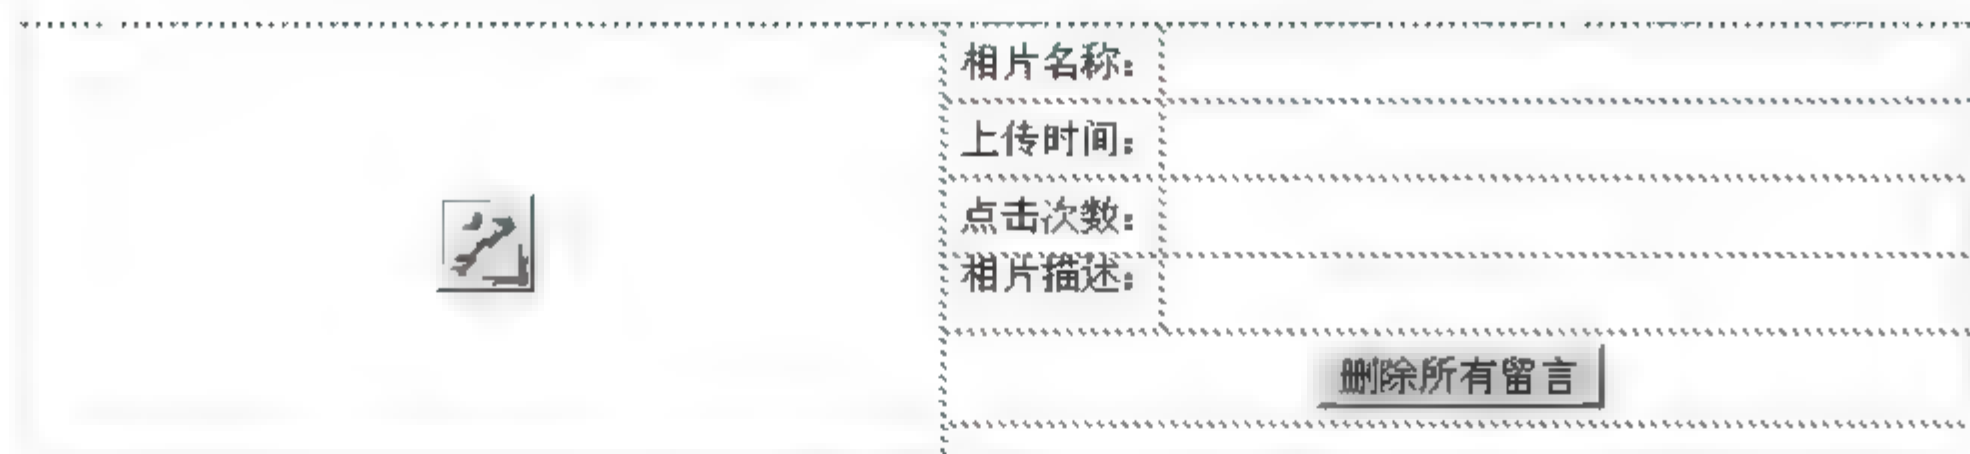 相片名称：
上传时间：
点击次数：
相片描述：
删除所有留言